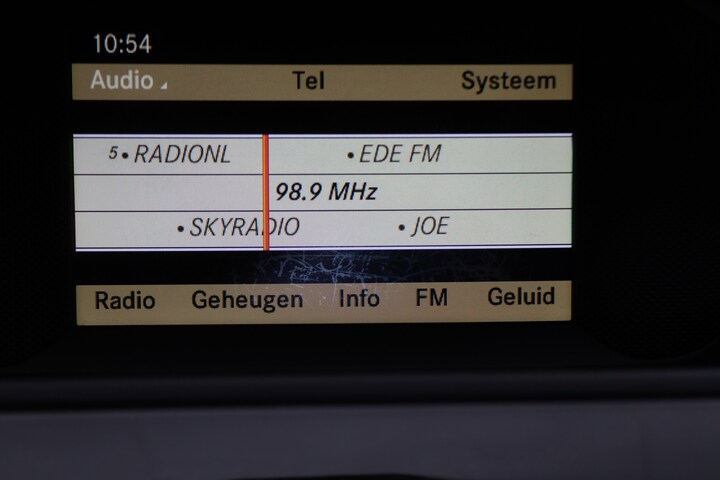 10:54
Audio Tel Systeem
5 • RADIONL • EDE FM
98.9 MHz
• SKYRADIO • JOE
Radio Geheugen Info FM Geluid